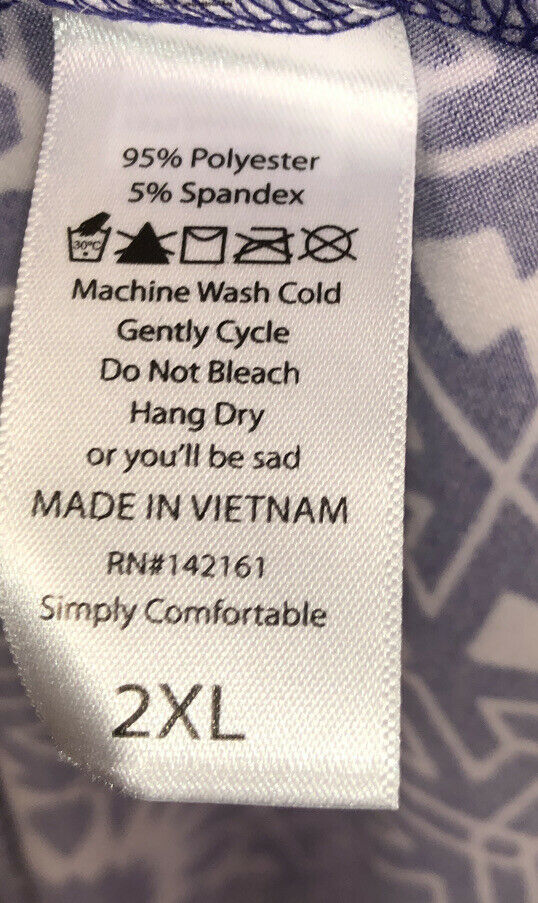 95% Polyester
5% Spandex
30°C
Machine Wash Cold
Gently Cycle
Do Not Bleach
Hang Dry
or you'll be sad
MADE IN VIETNAM
RN#142161
Simply Comfortable
2XL